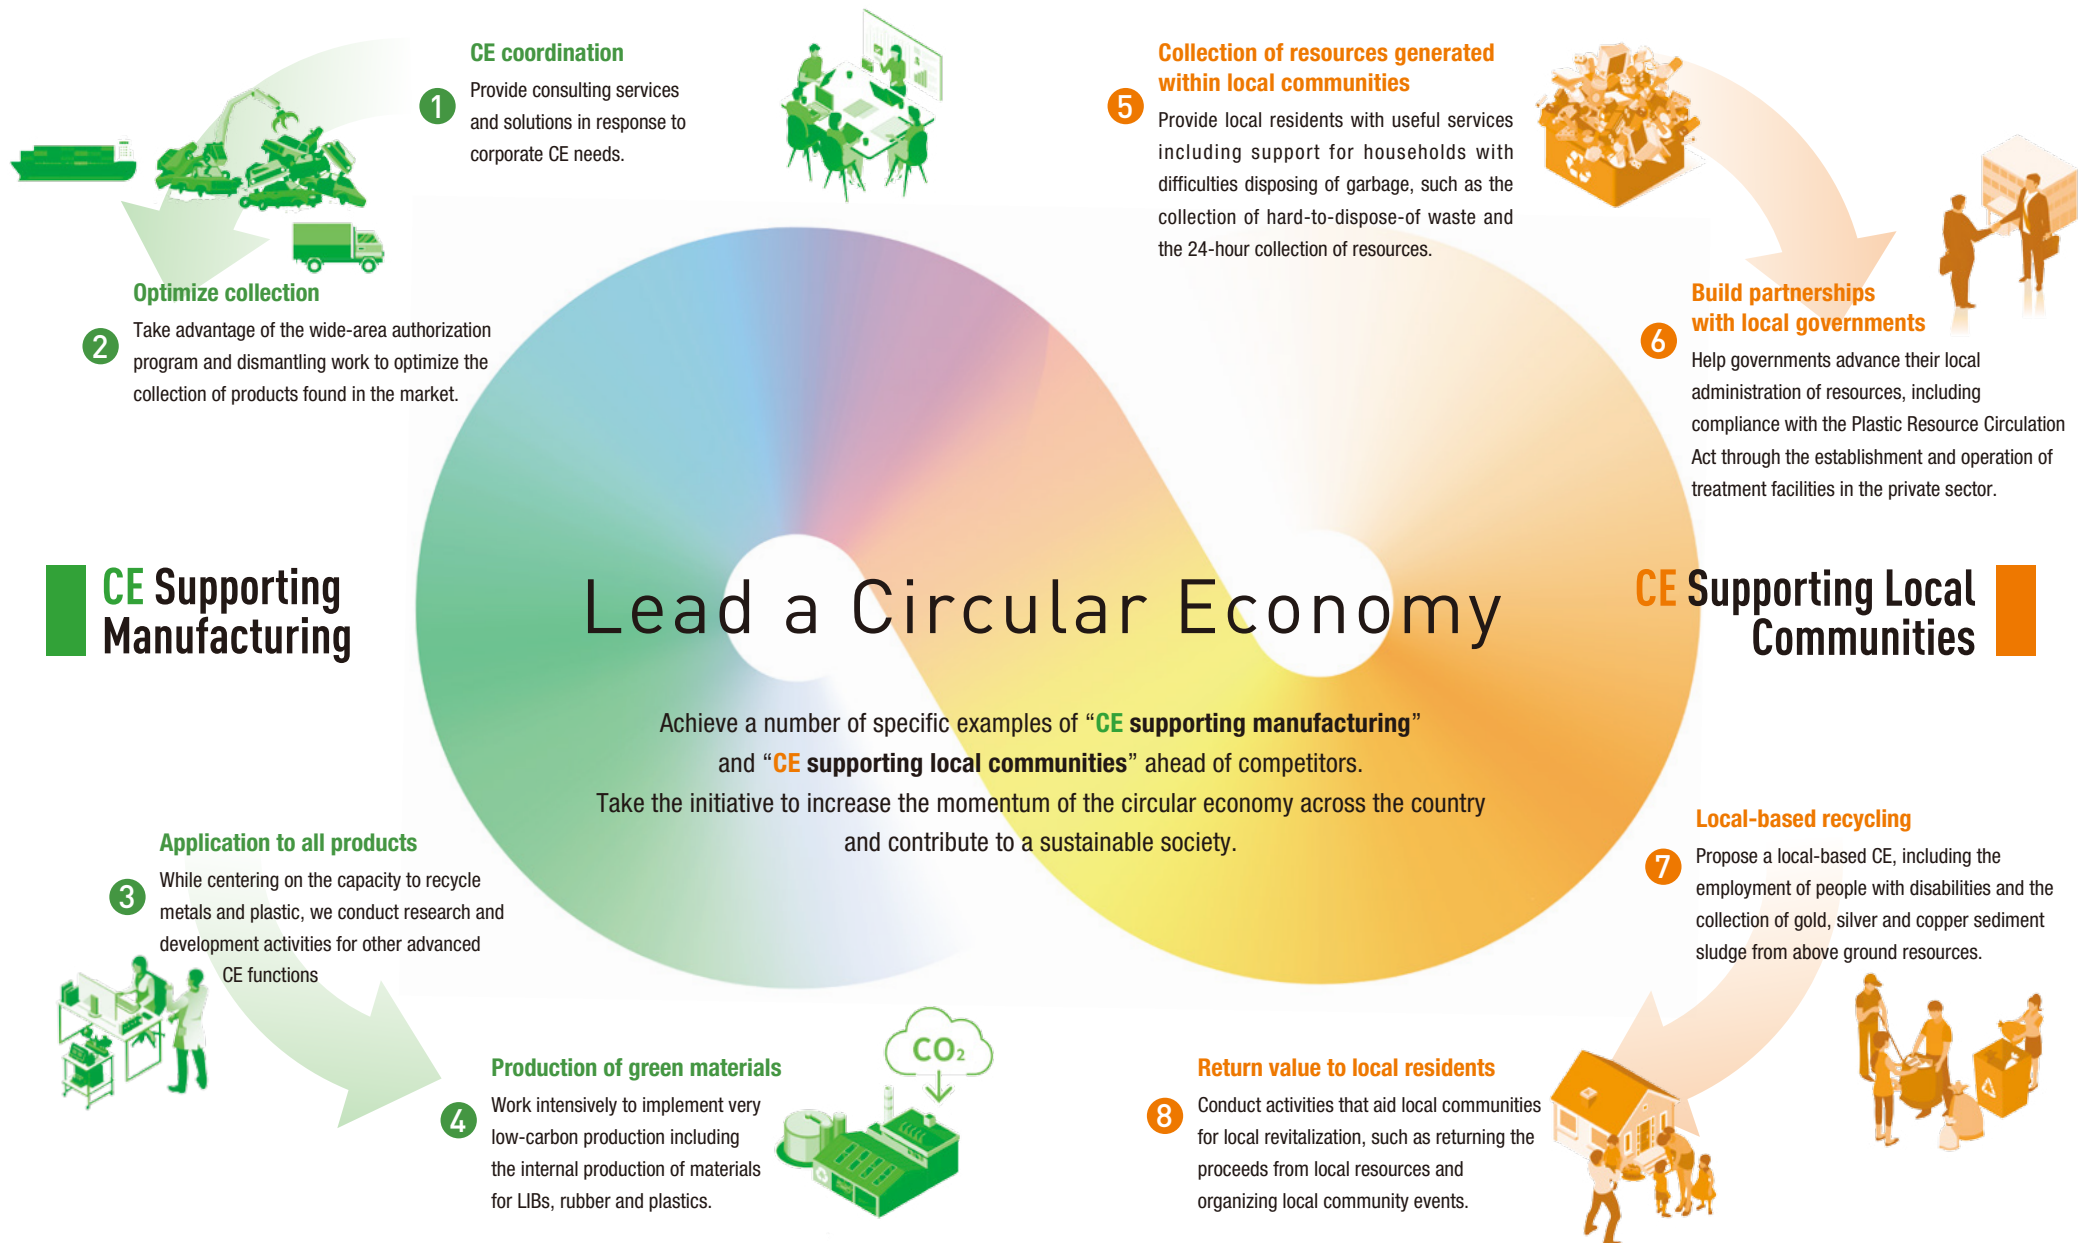 CE coordination
1
Provide consulting services
and solutions in response to
corporate CE needs.
Optimize collection
2
Take advantage of the wide-area authorization
program and dismantling work to optimize the
collection of products found in the market.
CE Supporting
Manufacturing
Application to all products
3
While centering on the capacity to recycle
metals and plastic, we conduct research and
development activities for other advanced
CE functions
Production of green materials
4
Work intensively to implement very
low-carbon production including
the internal production of materials
for LIBs, rubber and plastics.
CO2
Lead a Circular Economy
Achieve a number of specific examples of “CE supporting manufacturing”
and “CE supporting local communities” ahead of competitors.
Take the initiative to increase the momentum of the circular economy across the country
and contribute to a sustainable society.
Collection of resources generated
within local communities
5
Provide local residents with useful services
including support for households with
difficulties disposing of garbage, such as the
collection of hard-to-dispose-of waste and
the 24-hour collection of resources.
Build partnerships
with local governments
6
Help governments advance their local
administration of resources, including
compliance with the Plastic Resource Circulation
Act through the establishment and operation of
treatment facilities in the private sector.
CE Supporting Local
Communities
Local-based recycling
7
Propose a local-based CE, including the
employment of people with disabilities and the
collection of gold, silver and copper sediment
sludge from above ground resources.
Return value to local residents
8
Conduct activities that aid local communities
for local revitalization, such as returning the
proceeds from local resources and
organizing local community events.